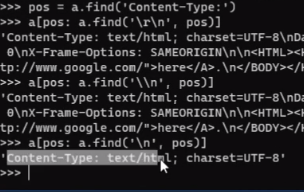 >>> pos = a.find('Content-Type:')
>>> a[pos: a.find('\r\n', pos)]
'Content-Type: text/html; charset=UTF-8\nDa
 0\nX-Frame-Options: SAMEORIGIN\n\n<HTML><H
tp://www.google.com/">here</A>.\n</BODY></H
>>> a[pos: a.find('\\n', pos)]
'Content-Type: text/html; charset=UTF-8\nDa
 0\nX-Frame-Options: SAMEORIGIN\n\n<HTML><H
tp://www.google.com/">here</A>.\n</BODY></H
>>> a[pos: a.find('\n', pos)]
'Content-Type: text/html; charset=UTF-8'
>>>